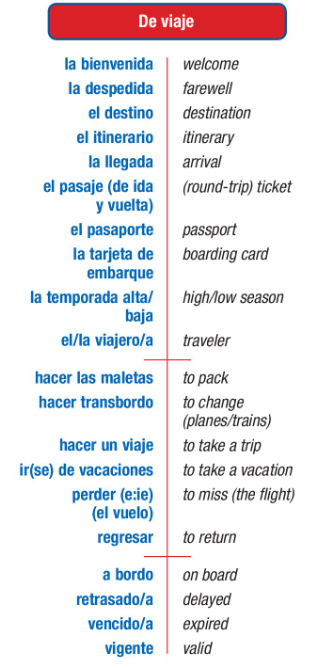 De viaje
la bienvenida welcome
la despedida farewell
el destino destination
el itinerario itinerary
la llegada arrival
el pasaje (de ida (round-trip) ticket
y vuelta)
el pasaporte passport
la tarjeta de boarding card
embarque
la temporada alta/ high/low season
baja
el/la viajero/a traveler
hacer las maletas to pack
hacer transbordo to change
(planes/trains)
hacer un viaje to take a trip
ir(se) de vacaciones to take a vacation
perder (e:ie) to miss (the flight)
(el vuelo)
regresar to return
a bordo on board
retrasado/a delayed
vencido/a expired
vigente valid